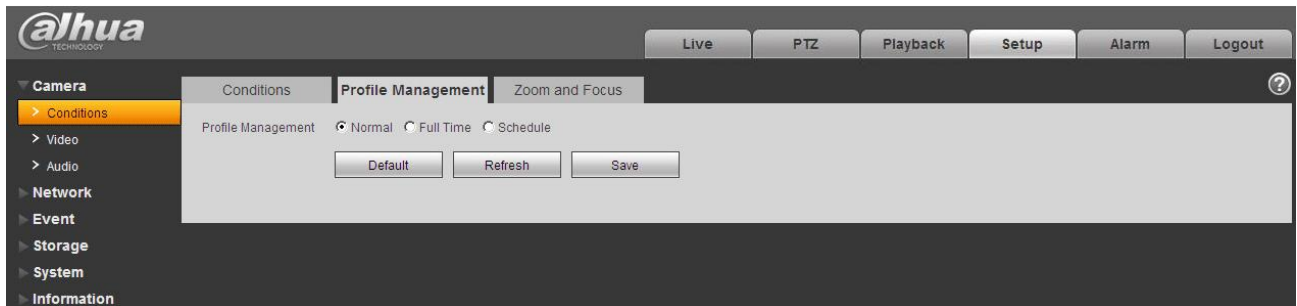 alhua
TECHNOLOGY
Live PTZ Playback Setup Alarm Logout
Camera
Conditions Profile Management Zoom and Focus ?
> Conditions
Profile Management Normal Full Time Schedule
> Video
> Audio
Default Refresh Save
Network
Event
Storage
System
Information